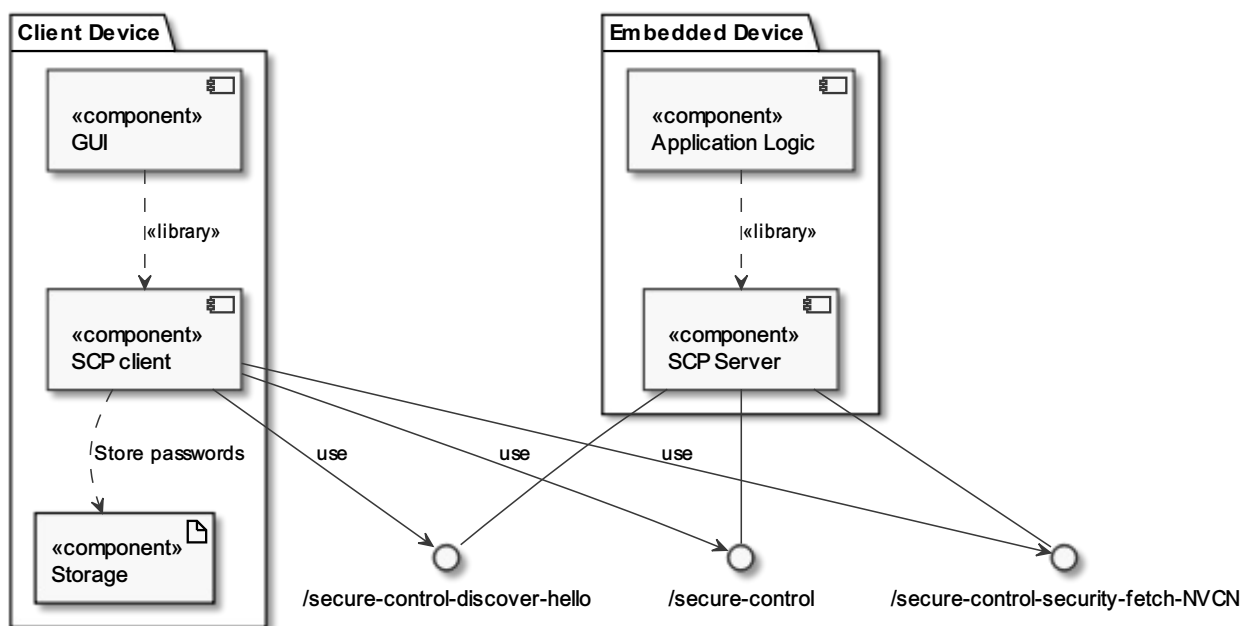 Client Device
«component»
GUI
«library»
«component»
SCP client
Store passwords
«component»
Storage
Embedded Device
«component»
Application Logic
«library»
«component»
SCP Server
use
use
use
/secure-control-discover-hello
/secure-control
/secure-control-security-fetch-NVCN